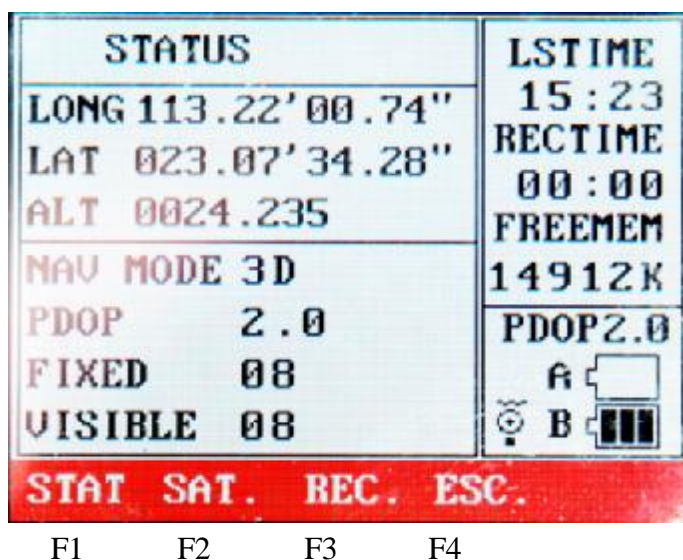 STATUS
LONG 113.22'00.74"
LAT 023.07'34.28"
ALT 0024.235
NAV MODE 3D
PDOP 2.0
FIXED 08
VISIBLE 08
LSTIME
15:23
RECTIME
00:00
FREEMEM
14912K
PDOP2.0
A
B
STAT SAT. REC. ESC.
F1 F2 F3 F4